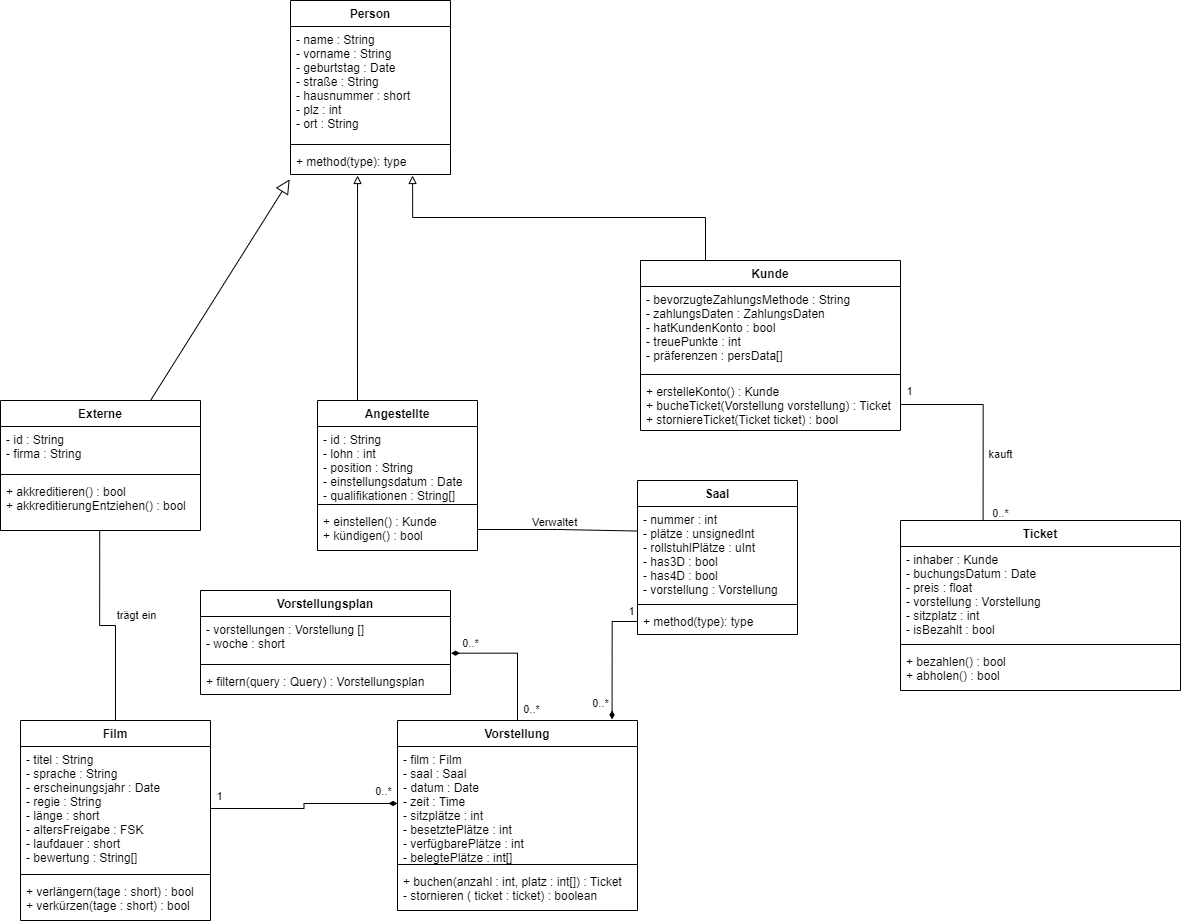 Person
- name : String
- vorname : String
- geburtstag : Date
- straße : String
- hausnummer : short
- plz : int
- ort : String
+ method(type): type
Kunde
- bevorzugteZahlungsMethode : String
- zahlungsDaten : ZahlungsDaten
- hatKundenKonto : bool
- treuePunkte : int
- präferenzen : persData[]
+ erstelleKonto() : Kunde
+ bucheTicket(Vorstellung vorstellung) : Ticket
+ storniereTicket(Ticket ticket) : bool
1
kauft
0..*
Externe
- id : String
- firma : String
+ akkreditieren() : bool
+ akkreditierungEntziehen() : bool
Angestellte
- id : String
- lohn : int
- position : String
- einstellungsdatum : Date
- qualifikationen : String[]
+ einstellen() : Kunde
+ kündigen() : bool
Verwaltet
Saal
- nummer : int
- plätze : unsignedInt
- rollstuhlPlätze : uInt
- has3D : bool
- has4D : bool
- vorstellung : Vorstellung
+ method(type): type
1
0..*
Ticket
- inhaber : Kunde
- buchungsDatum : Date
- preis : float
- vorstellung : Vorstellung
- sitzplatz : int
- isBezahlt : bool
+ bezahlen() : bool
+ abholen() : bool
trägt ein
Vorstellungsplan
- vorstellungen : Vorstellung []
- woche : short
+ filtern(query : Query) : Vorstellungsplan
0..*
0..*
Film
- titel : String
- sprache : String
- erscheinungsjahr : Date
- regie : String
- länge : short
- altersFreigabe : FSK
- laufdauer : short
- bewertung : String[]
+ verlängern(tage : short) : bool
+ verkürzen(tage : short) : bool
1
0..*
Vorstellung
- film : Film
- saal : Saal
- datum : Date
- zeit : Time
- sitzplätze : int
- besetztePlätze : int
- verfügbarePlätze : int
- belegtePlätze : int[]
+ buchen(anzahl : int, platz : int[]) : Ticket
- stornieren ( ticket : ticket) : boolean